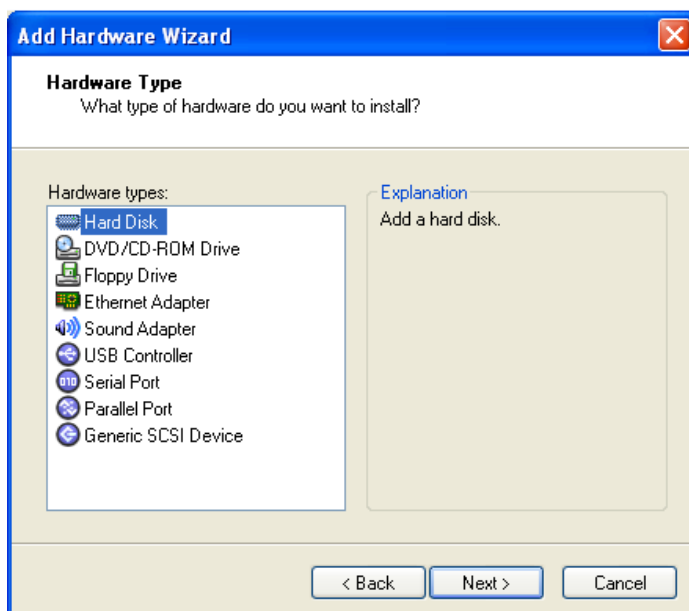 Add Hardware Wizard
Hardware Type
What type of hardware do you want to install?
Hardware types:
Hard Disk
DVD/CD-ROM Drive
Floppy Drive
Ethernet Adapter
Sound Adapter
USB Controller
Serial Port
Parallel Port
Generic SCSI Device
Explanation
Add a hard disk.
< Back
Next >
Cancel